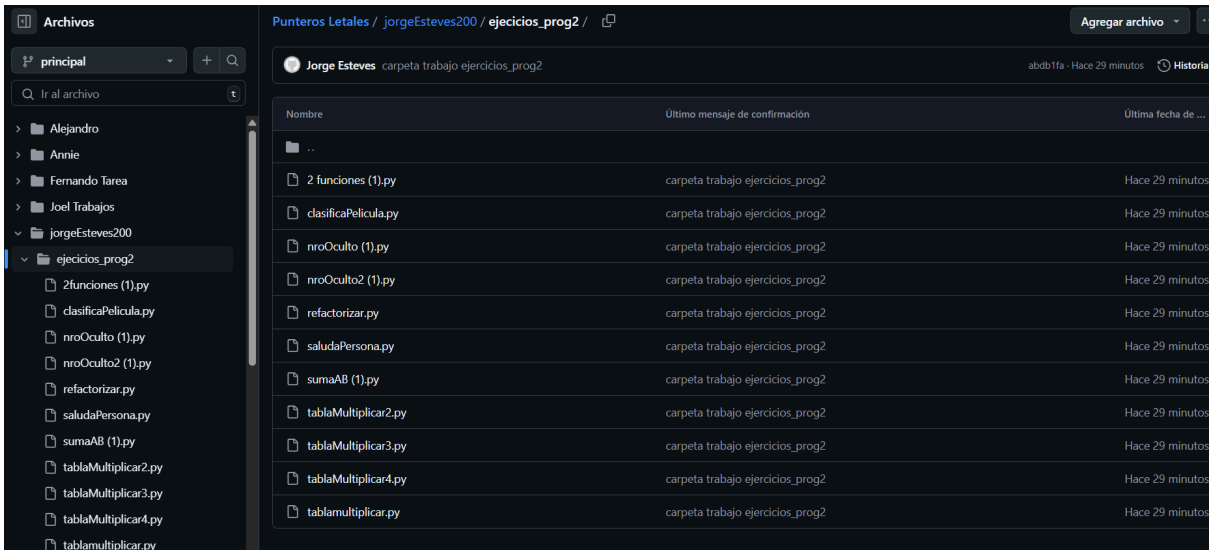 Archivos
principal
Ir al archivo
t
Alejandro
Annie
Fernando Tarea
Joel Trabajos
jorgeEsteves200
ejecicios_prog2
2funciones (1).py
clasificaPelicula.py
nroOculto (1).py
nroOculto2 (1).py
refactorizar.py
saludaPersona.py
sumaAB (1).py
tablaMultiplicar2.py
tablaMultiplicar3.py
tablaMultiplicar4.py
tablamultiplicar.py
Punteros Letales / jorgeEsteves200 / ejecicios_prog2 /
Agregar archivo
Jorge Esteves carpeta trabajo ejercicios_prog2
abdb1fa · Hace 29 minutos Historia
Nombre Último mensaje de confirmación Última fecha de ...
..
2 funciones (1).py carpeta trabajo ejercicios_prog2 Hace 29 minutos
clasificaPelicula.py carpeta trabajo ejercicios_prog2 Hace 29 minutos
nroOculto (1).py carpeta trabajo ejercicios_prog2 Hace 29 minutos
nroOculto2 (1).py carpeta trabajo ejercicios_prog2 Hace 29 minutos
refactorizar.py carpeta trabajo ejercicios_prog2 Hace 29 minutos
saludaPersona.py carpeta trabajo ejercicios_prog2 Hace 29 minutos
sumaAB (1).py carpeta trabajo ejercicios_prog2 Hace 29 minutos
tablaMultiplicar2.py carpeta trabajo ejercicios_prog2 Hace 29 minutos
tablaMultiplicar3.py carpeta trabajo ejercicios_prog2 Hace 29 minutos
tablaMultiplicar4.py carpeta trabajo ejercicios_prog2 Hace 29 minutos
tablamultiplicar.py carpeta trabajo ejercicios_prog2 Hace 29 minutos